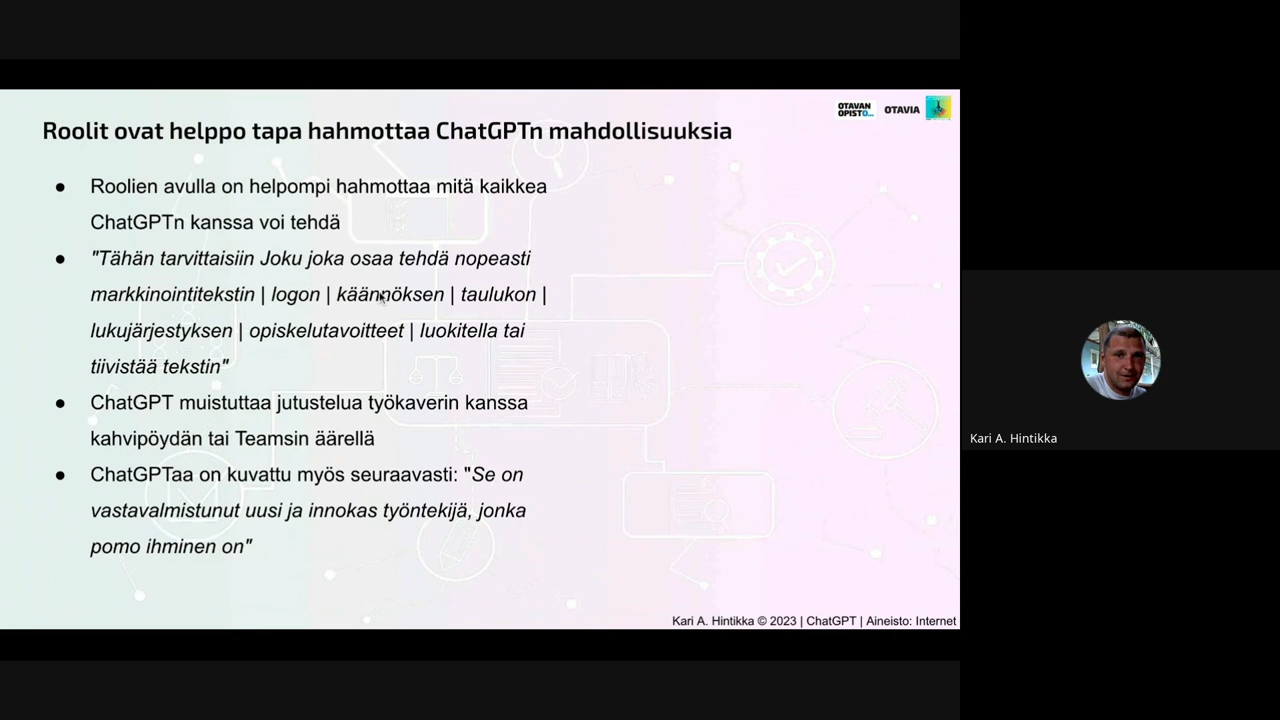 OTAVAN
OPISTO...
OTAVIA
Roolit ovat helppo tapa hahmottaa ChatGPTn mahdollisuuksia
● Roolien avulla on helpompi hahmottaa mitä kaikkea
ChatGPTn kanssa voi tehdä
● "Tähän tarvittaisiin Joku joka osaa tehdä nopeasti
markkinointitekstin | logon | käännöksen | taulukon |
lukujärjestyksen | opiskelutavoitteet | luokitella tai
tiivistää tekstin"
● ChatGPT muistuttaa jutustelua työkaverin kanssa
kahvipöydän tai Teamsin äärellä
● ChatGPTaa on kuvattu myös seuraavasti: "Se on
vastavalmistunut uusi ja innokas työntekijä, jonka
pomo ihminen on"
Kari A. Hintikka © 2023 | ChatGPT | Aineisto: Internet
Kari A. Hintikka